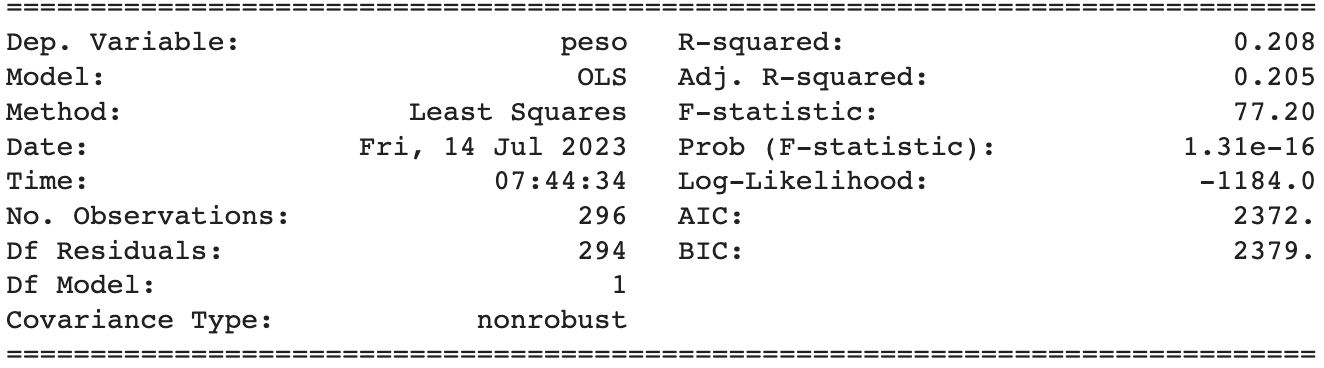 ==============================================================================
Dep. Variable:                   peso   R-squared:                       0.208
Model:                            OLS   Adj. R-squared:                  0.205
Method:                 Least Squares   F-statistic:                     77.20
Date:                Fri, 14 Jul 2023   Prob (F-statistic):           1.31e-16
Time:                        07:44:34   Log-Likelihood:                -1184.0
No. Observations:                 296   AIC:                             2372.
Df Residuals:                     294   BIC:                             2379.
Df Model:                           1
Covariance Type:            nonrobust
==============================================================================